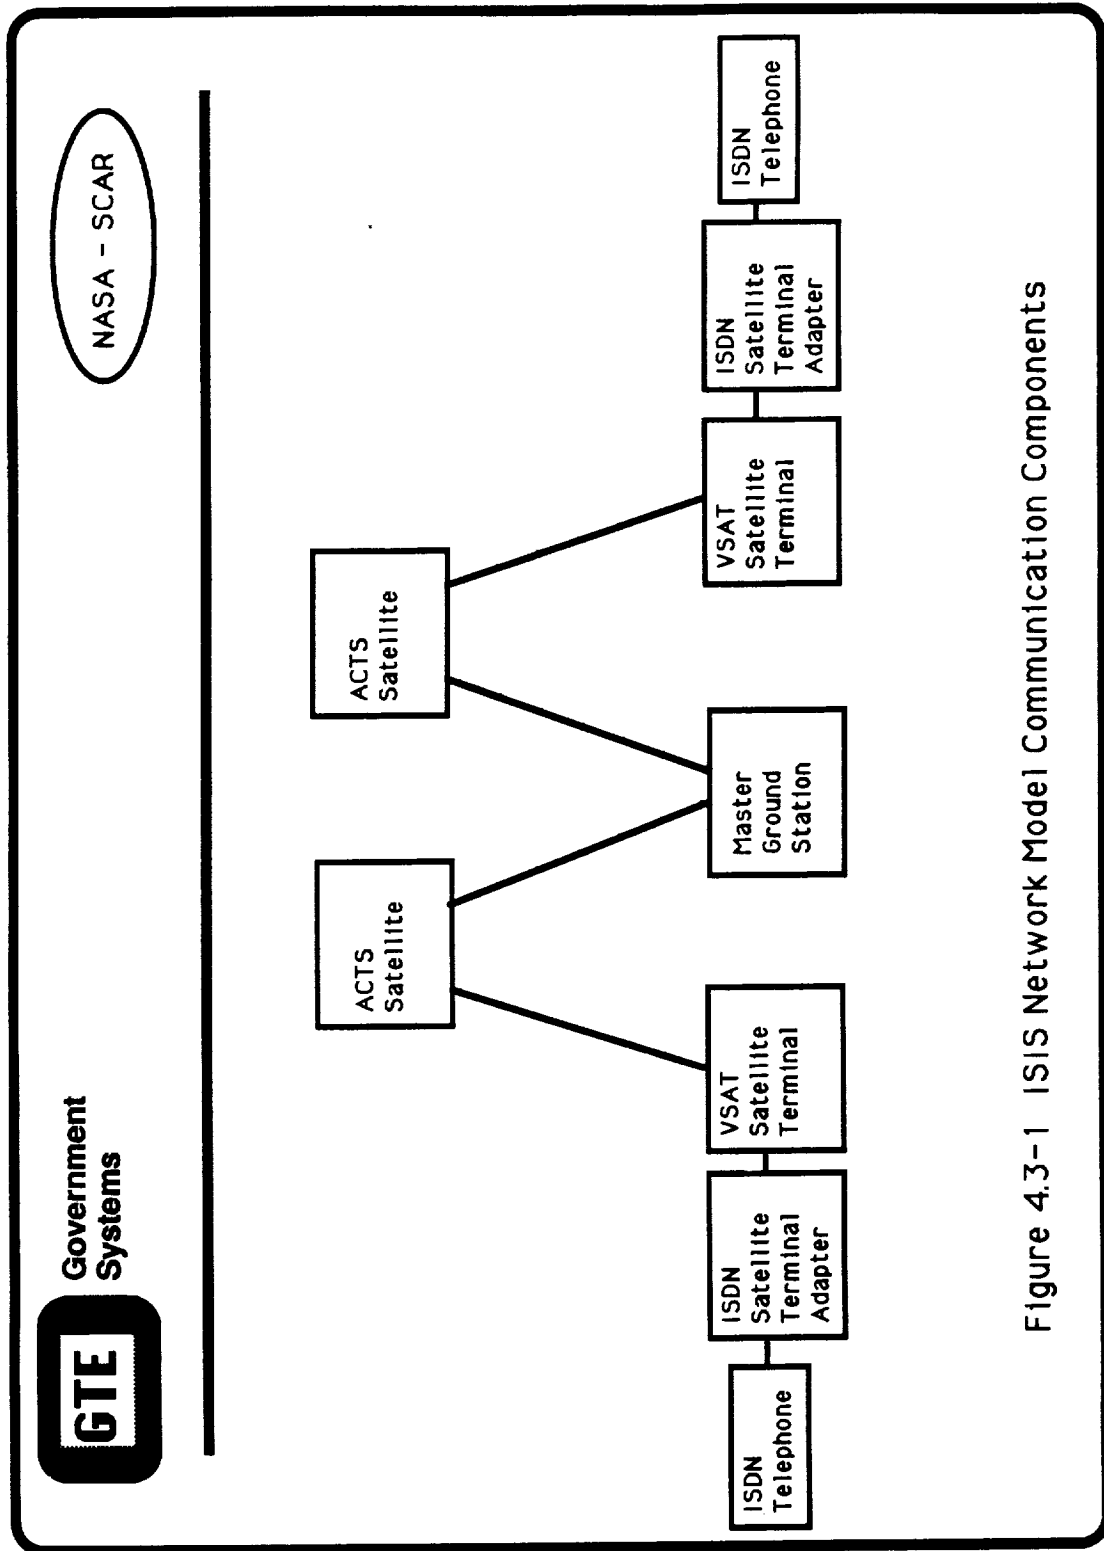 GTE
Government
Systems
NASA - SCAR
ACTS
Satellite
ACTS
Satellite
ISDN
Telephone
ISDN
Satellite
Terminal
Adapter
VSAT
Satellite
Terminal
Master
Ground
Station
VSAT
Satellite
Terminal
ISDN
Satellite
Terminal
Adapter
ISDN
Telephone
Figure 4.3-1 ISIS Network Model Communication Components